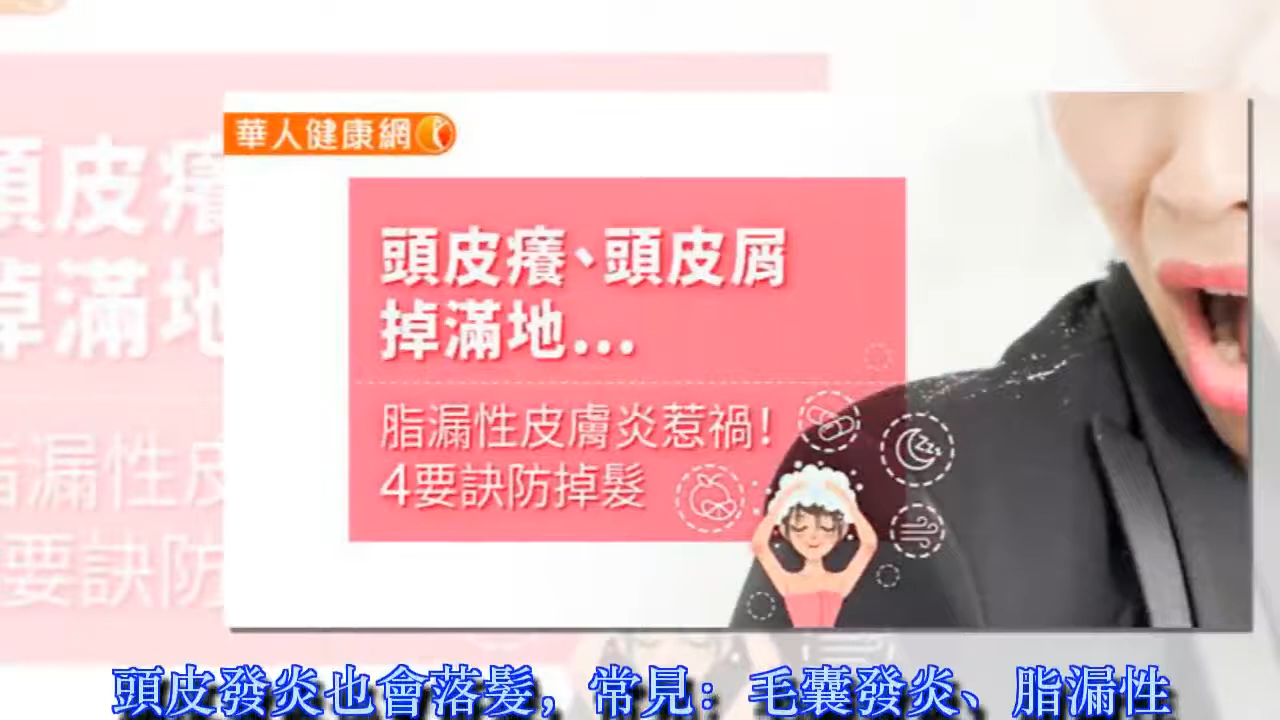 華人健康網
頭皮癢、頭皮屑
掉滿地...
脂漏性皮膚炎惹禍!
4要訣防掉髮
頭皮發炎也會落髮，常見：毛囊發炎、脂漏性